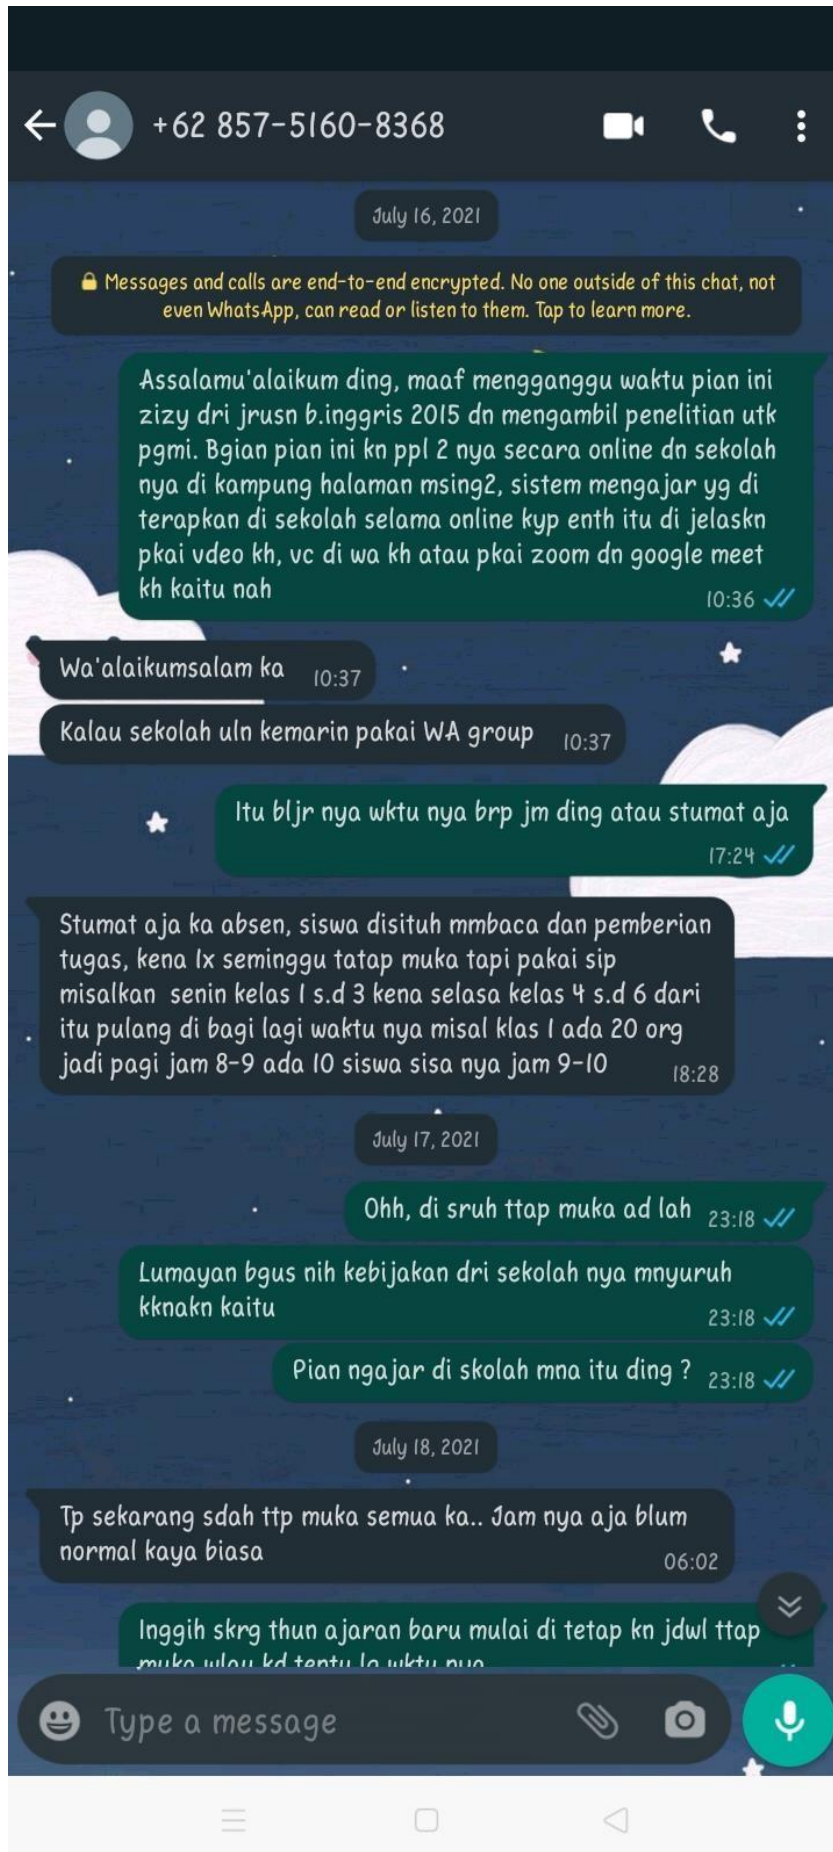 +62 857-5160-8368
July 16, 2021
Messages and calls are end-to-end encrypted. No one outside of this chat, not
even WhatsApp, can read or listen to them. Tap to learn more.
Assalamu'alaikum ding, maaf mengganggu waktu pian ini
zizy dri jrusn b.inggris 2015 dn mengambil penelitian utk
pgmi. Bgian pian ini kn ppl 2 nya secara online dn sekolah
nya di kampung halaman msing2, sistem mengajar yg di
terapkan di sekolah selama online kyp enth itu di jelaskn
pkai vdeo kh, vc di wa kh atau pkai zoom dn google meet
kh kaitu nah
10:36
Wa'alaikumsalam ka 10:37
Kalau sekolah uln kemarin pakai WA group 10:37
Itu bljr nya wktu nya brp jm ding atau stumat aja
17:24
Stumat aja ka absen, siswa disituh mmbaca dan pemberian
tugas, kena 1x seminggu tatap muka tapi pakai sip
misalkan senin kelas 1 s.d 3 kena selasa kelas 4 s.d 6 dari
itu pulang di bagi lagi waktu nya misal klas 1 ada 20 org
jadi pagi jam 8-9 ada 10 siswa sisa nya jam 9-10
18:28
July 17, 2021
Ohh, di sruh ttap muka ad lah 23:18
Lumayan bgus nih kebijakan dri sekolah nya mnyuruh
kknakn kaitu
23:18
Pian ngajar di skolah mna itu ding ? 23:18
July 18, 2021
Tp sekarang sdah ttp muka semua ka.. Jam nya aja blum
normal kaya biasa
06:02
Inggih skrg thun ajaran baru mulai di tetap kn jdwl ttap
muka wlau kd tentu la wktu nya
Type a message